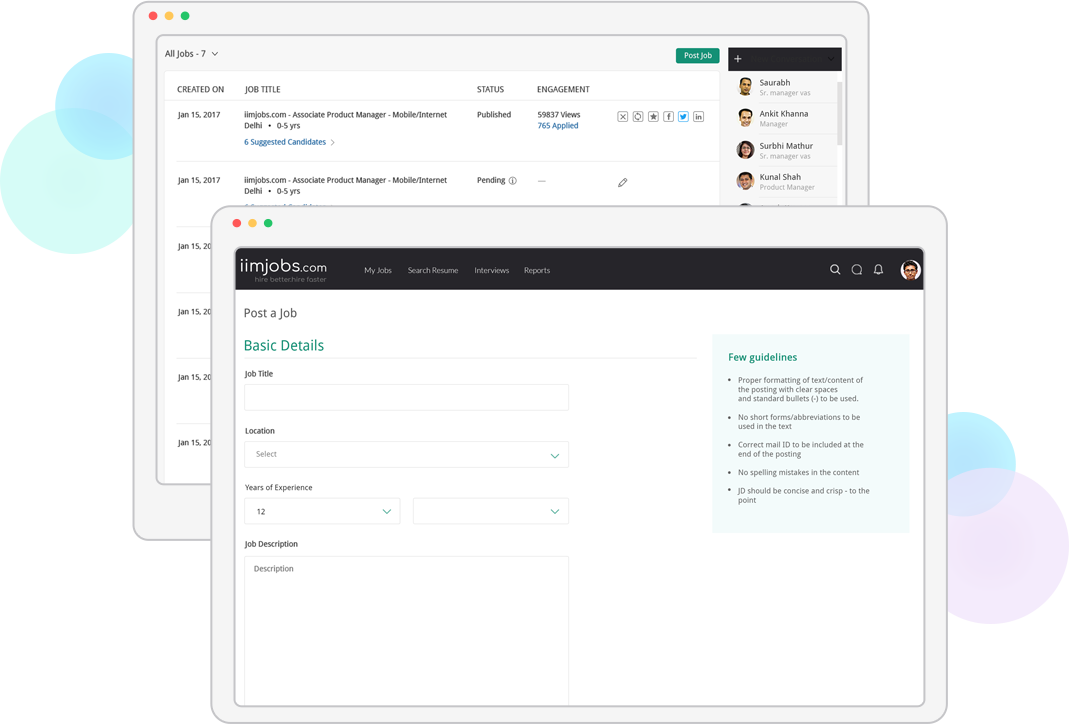 All Jobs - 7
Post Job
+
CREATED ON JOB TITLE STATUS ENGAGEMENT
Jan 15, 2017 iimjobs.com - Associate Product Manager - Mobile/Internet Published 59837 Views
Delhi • 0-5 yrs 765 Applied
6 Suggested Candidates >
Jan 15, 2017 iimjobs.com - Associate Product Manager - Mobile/Internet Pending —
Delhi • 0-5 yrs
Jan 15, 20
Jan 15, 20
Jan 15, 20
Jan 15, 20
Saurabh
Sr. manager vas
Ankit Khanna
Manager
Surbhi Mathur
Sr. manager vas
Kunal Shah
Product Manager
iimjobs.com
hire better.hire faster
My Jobs Search Resume Interviews Reports
Post a Job
Basic Details
Job Title
Location
Select
Years of Experience
12
Job Description
Description
Few guidelines
• Proper formatting of text/content of
the posting with clear spaces
and standard bullets (-) to be used.
• No short forms/abbreviations to be
used in the text
• Correct mail ID to be included at the
end of the posting
• No spelling mistakes in the content
• JD should be concise and crisp - to the
point